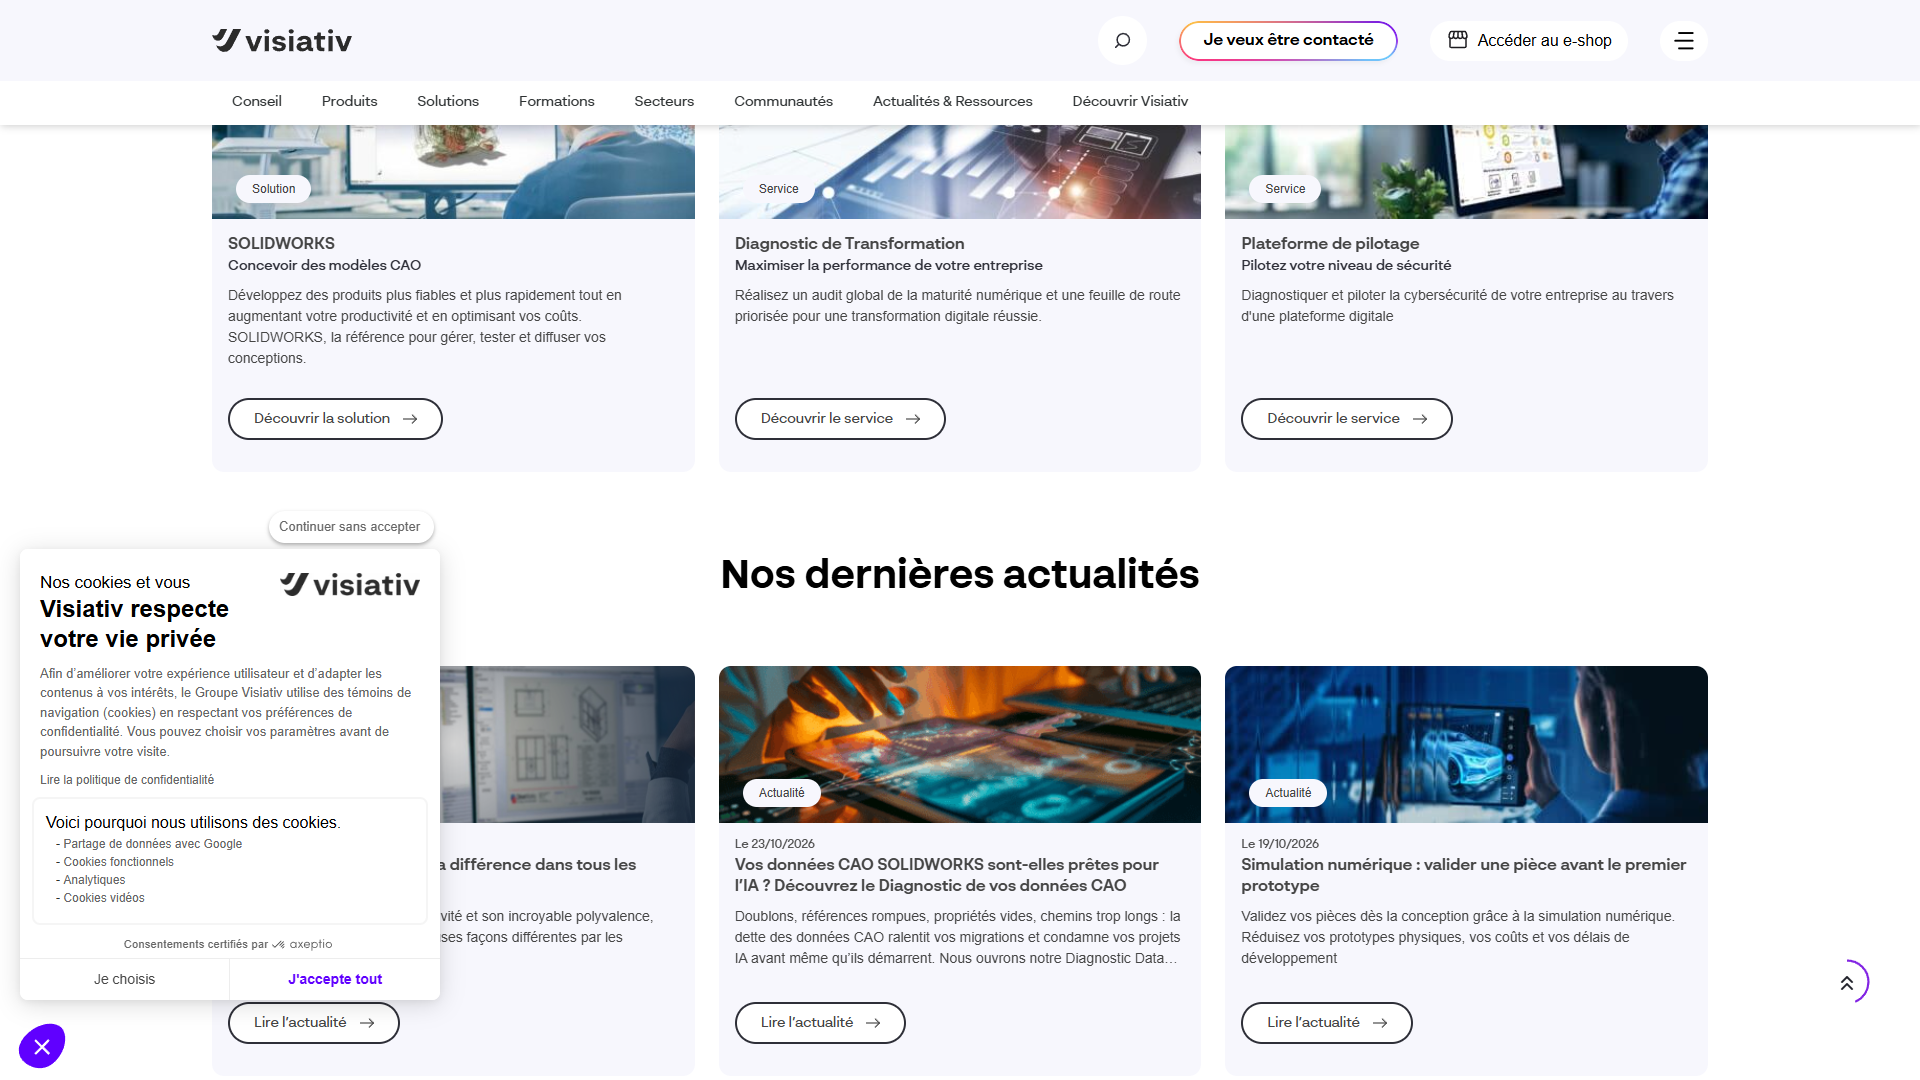 visiativ
Je veux être contacté
Accéder au e-shop
Conseil
Produits
Solutions
Formations
Secteurs
Communautés
Actualités & Ressources
Découvrir Visiativ
Solution
SOLIDWORKS
Concevoir des modèles CAO
Développez des produits plus fiables et plus rapidement tout en
augmentant votre productivité et en optimisant vos coûts.
SOLIDWORKS, la référence pour gérer, tester et diffuser vos
conceptions.
Découvrir la solution
Service
Diagnostic de Transformation
Maximiser la performance de votre entreprise
Réalisez un audit global de la maturité numérique et une feuille de route
priorisée pour une transformation digitale réussie.
Découvrir le service
Service
Plateforme de pilotage
Pilotez votre niveau de sécurité
Diagnostiquer et piloter la cybersécurité de votre entreprise au travers
d'une plateforme digitale
Découvrir le service
Nos dernières actualités
a différence dans tous les
vité et son incroyable polyvalence,
ses façons différentes par les
Lire l'actualité
Actualité
Le 23/10/2026
Vos données CAO SOLIDWORKS sont-elles prêtes pour
l'IA ? Découvrez le Diagnostic de vos données CAO
Doublons, références rompues, propriétés vides, chemins trop longs : la
dette des données CAO ralentit vos migrations et condamne vos projets
IA avant même qu'ils démarrent. Nous ouvrons notre Diagnostic Data…
Lire l'actualité
Actualité
Le 19/10/2026
Simulation numérique : valider une pièce avant le premier
prototype
Validez vos pièces dès la conception grâce à la simulation numérique.
Réduisez vos prototypes physiques, vos coûts et vos délais de
développement
Lire l'actualité
Continuer sans accepter
Nos cookies et vous
visiativ
Visiativ respecte
votre vie privée
Afin d'améliorer votre expérience utilisateur et d'adapter les
contenus à vos intérêts, le Groupe Visiativ utilise des témoins de
navigation (cookies) en respectant vos préférences de
confidentialité. Vous pouvez choisir vos paramètres avant de
poursuivre votre visite.
Lire la politique de confidentialité
Voici pourquoi nous utilisons des cookies.
- Partage de données avec Google
- Cookies fonctionnels
- Analytiques
- Cookies vidéos
Consentements certifiés par axeptio
Je choisis
J'accepte tout